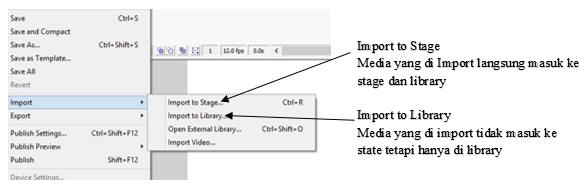 Save Ctrl+S
Save and Compact
Save As... Ctrl+Shift+S
Save as Template...
Save All
Revert
Import
Export
Publish Settings... Ctrl+Shift+F12
Publish Preview
Publish Shift+F12
Device Settings...
1 12.0 fps 0.0s
Import to Stage... Ctrl+R
Import to Library...
Open External Library... Ctrl+Shift+O
Import Video...
Import to Stage
Media yang di Import langsung masuk ke
stage dan library
Import to Library
Media yang di import tidak masuk ke
state tetapi hanya di library